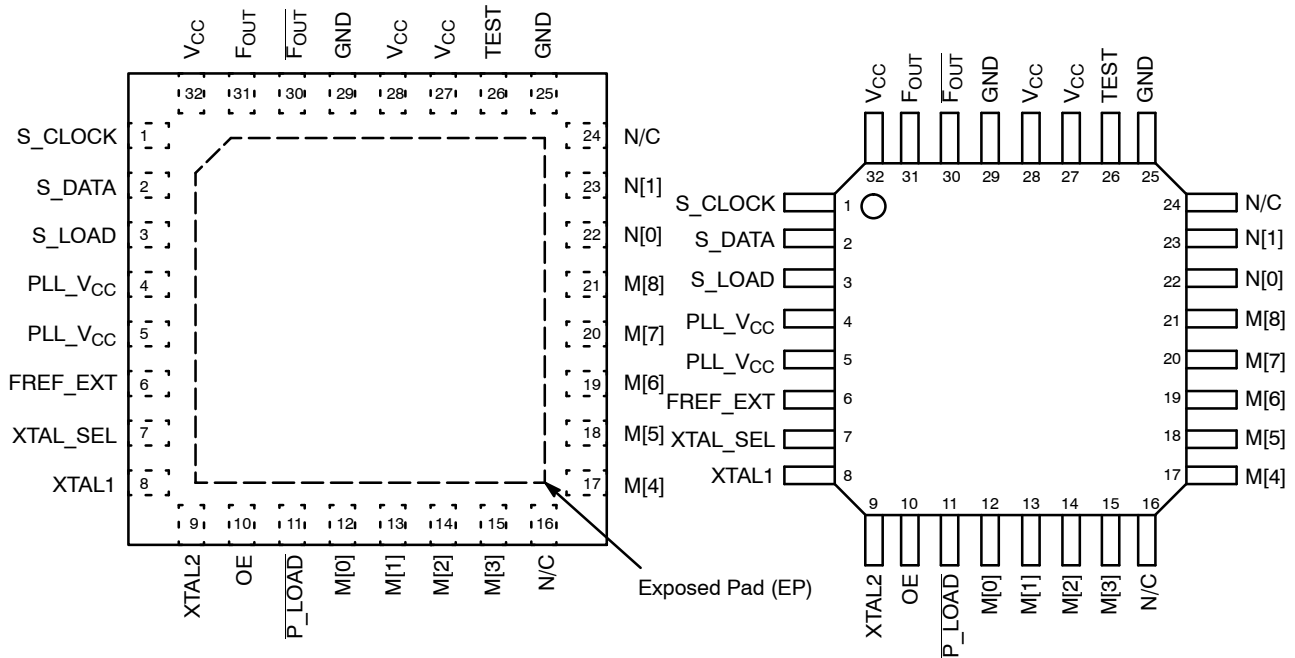 VCC FOUT FOUT GND VCC VCC TEST GND
32 31 30 29 28 27 26 25
S_CLOCK 1 24 N/C
S_DATA 2 23 N[1]
S_LOAD 3 22 N[0]
PLL_VCC 4 21 M[8]
PLL_VCC 5 20 M[7]
FREF_EXT 6 19 M[6]
XTAL_SEL 7 18 M[5]
XTAL1 8 17 M[4]
9 10 11 12 13 14 15 16
XTAL2 OE P_LOAD M[0] M[1] M[2] M[3] N/C
Exposed Pad (EP)
VCC FOUT FOUT GND VCC VCC TEST GND
32 31 30 29 28 27 26 25
S_CLOCK 1 24 N/C
S_DATA 2 23 N[1]
S_LOAD 3 22 N[0]
PLL_VCC 4 21 M[8]
PLL_VCC 5 20 M[7]
FREF_EXT 6 19 M[6]
XTAL_SEL 7 18 M[5]
XTAL1 8 17 M[4]
9 10 11 12 13 14 15 16
XTAL2 OE P_LOAD M[0] M[1] M[2] M[3] N/C